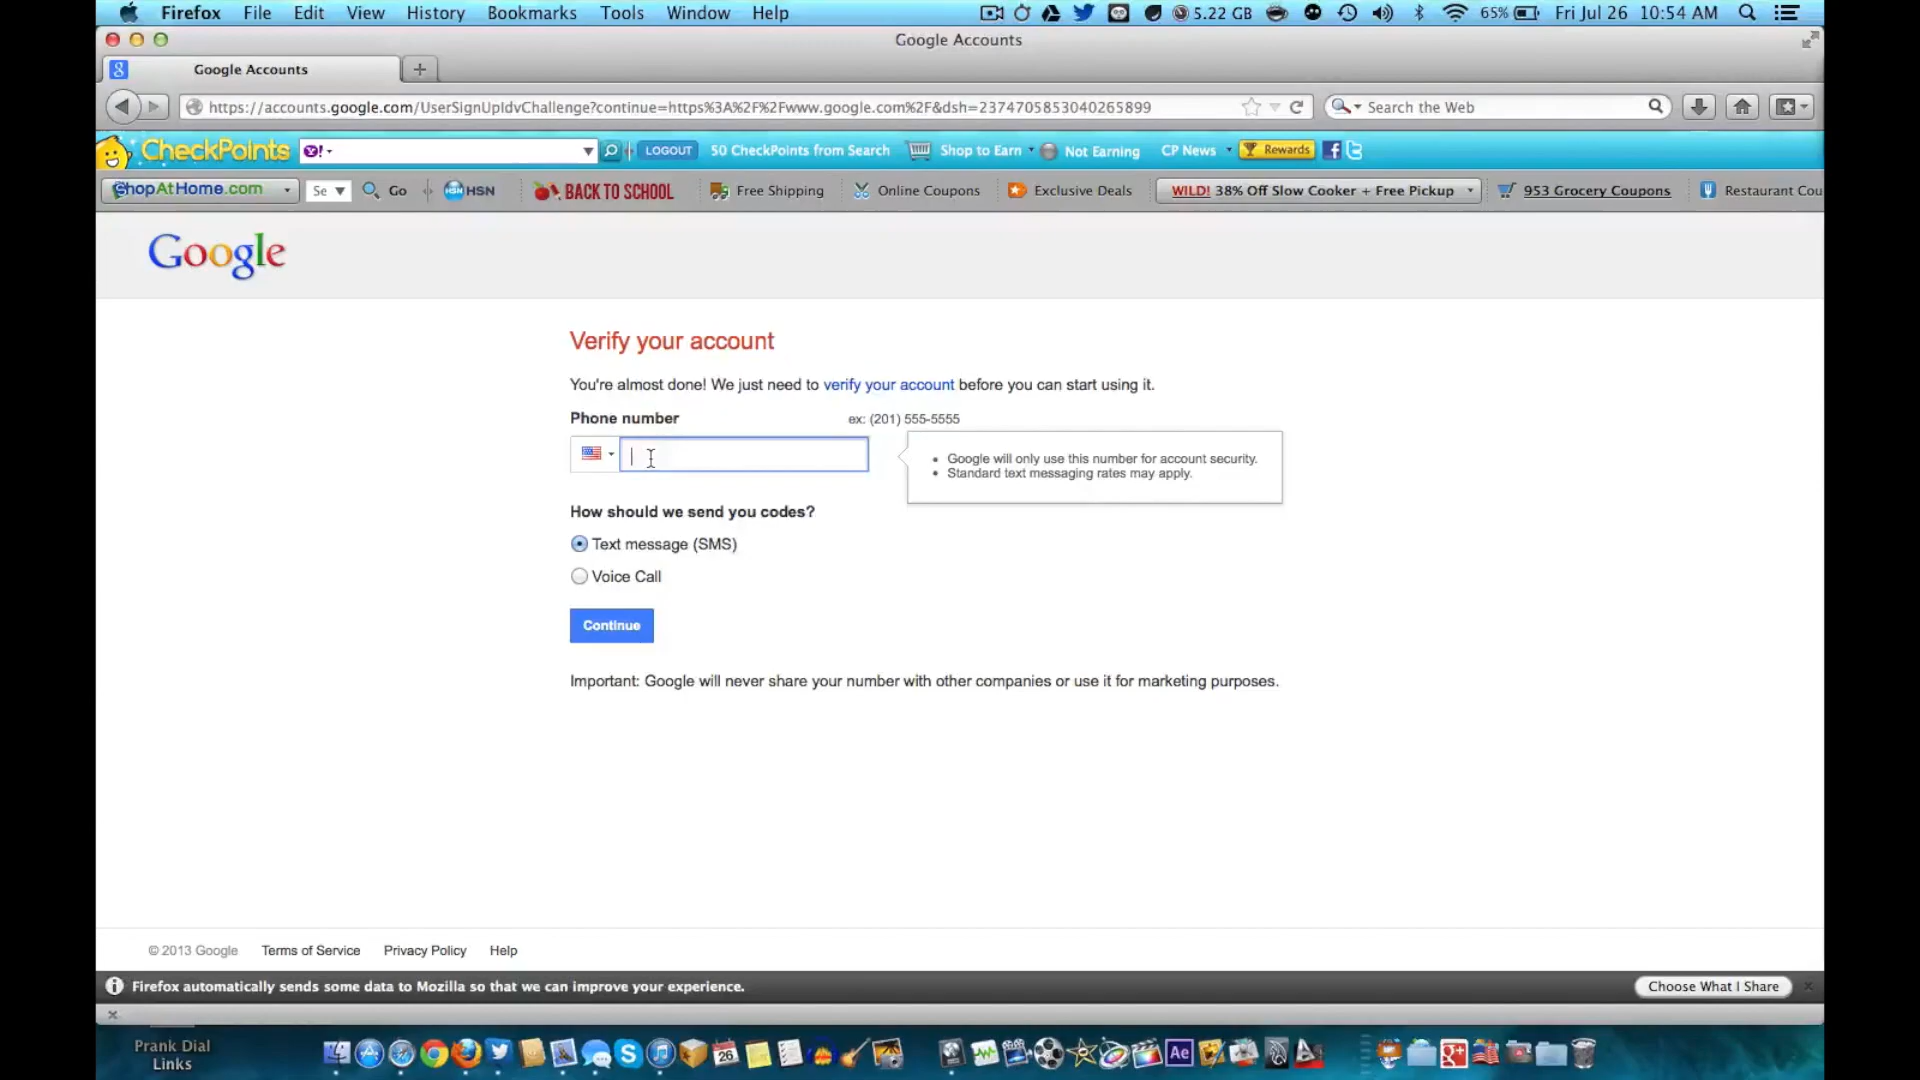 Firefox File Edit View History Bookmarks Tools Window Help 5.22 GB 65% Fri Jul 26 10:54 AM
Google Accounts
8 Google Accounts +
https://accounts.google.com/UserSignUpIdvChallenge?continue=https%3A%2F%2Fwww.google.com%2F&dsh=2374705853040265899 Search the Web
CheckPoints Y! LOGOUT 50 CheckPoints from Search Shop to Earn Not Earning CP News Rewards
ShopAtHome.com Se Go HSN HSN BACK TO SCHOOL Free Shipping Online Coupons Exclusive Deals WILD! 38% Off Slow Cooker + Free Pickup 953 Grocery Coupons Restaurant Cou
Google
Verify your account
You're almost done! We just need to verify your account before you can start using it.
Phone number ex: (201) 555-5555
Google will only use this number for account security.
Standard text messaging rates may apply.
How should we send you codes?
Text message (SMS)
Voice Call
Continue
Important: Google will never share your number with other companies or use it for marketing purposes.
© 2013 Google Terms of Service Privacy Policy Help
Firefox automatically sends some data to Mozilla so that we can improve your experience. Choose What I Share
Prank Dial
Links
26
Ae